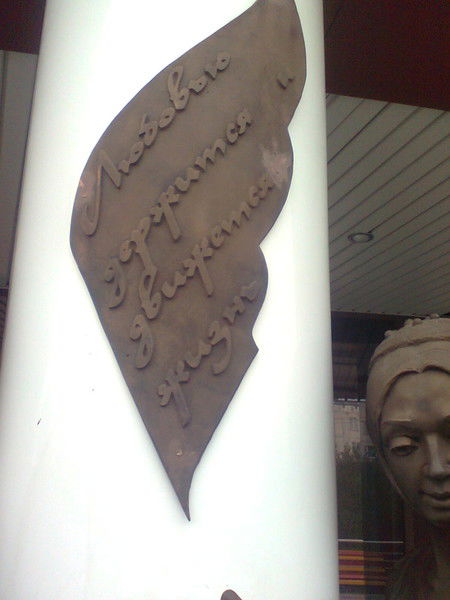 Любовью
держится и
движется
жизнь